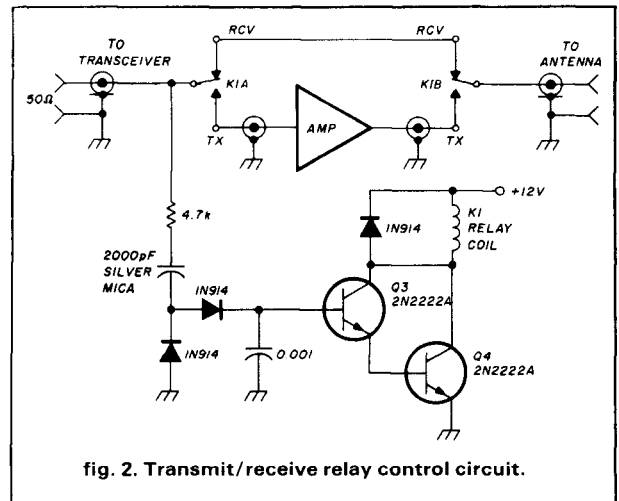 RCV
RCV
TO
TRANSCEIVER
TO
ANTENNA
K1A
K1B
50Ω
TX
AMP
TX
4.7k
2000pF
SILVER
MICA
+12V
1N914
K1
RELAY
COIL
1N914
Q3
2N2222A
1N914
0.001
Q4
2N2222A
fig. 2. Transmit/receive relay control circuit.